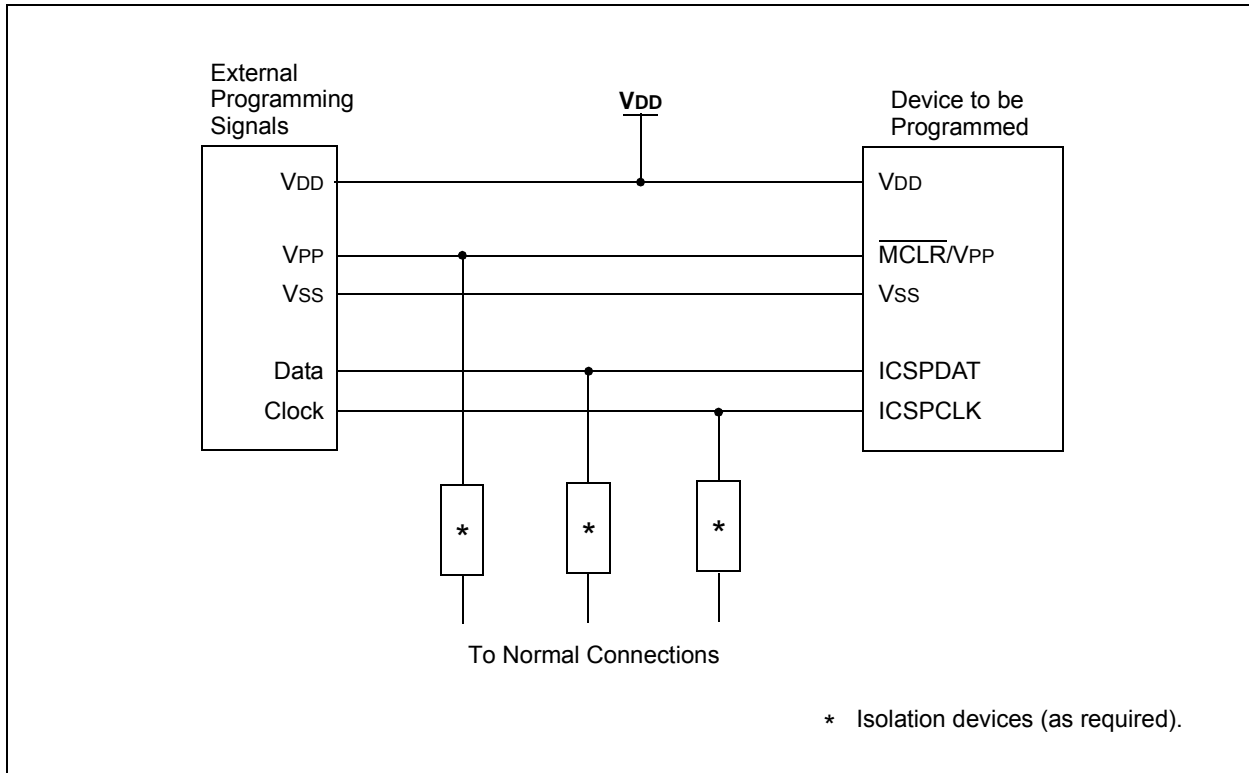 External
Programming
Signals
VDD
Device to be
Programmed
VDD
VDD
VPP
MCLR/VPP
VSS
VSS
Data
ICSPDAT
Clock
ICSPCLK
*
*
*
To Normal Connections
* Isolation devices (as required).